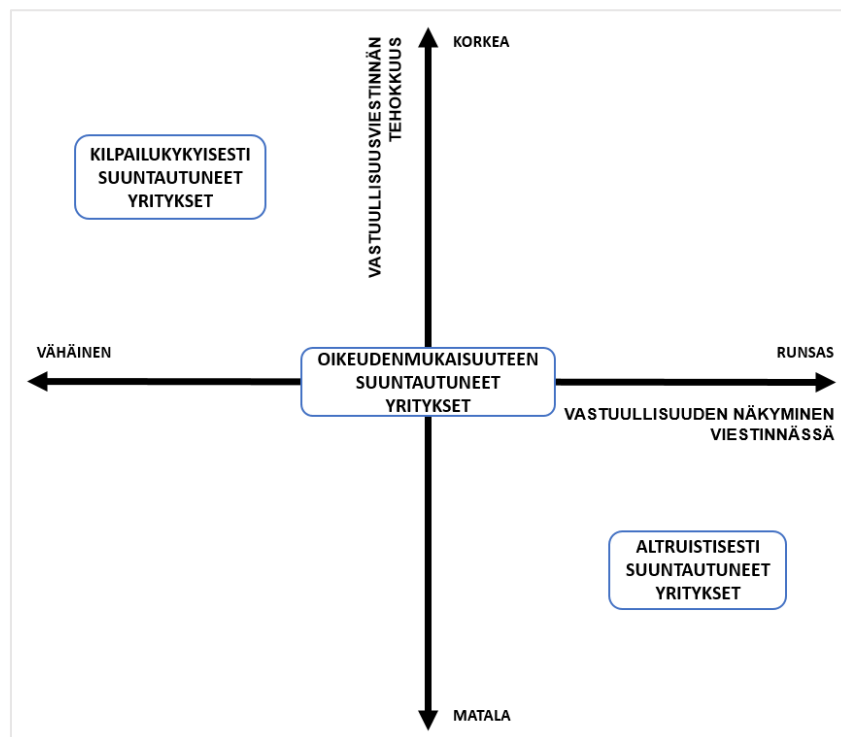 KORKEA
VASTUULLISUUSVIESTINNÄN
TEHOKKUUS
KILPAILUKYKYISESTI
SUUNTAUTUNEET
YRITYKSET
VÄHÄINEN
OIKEUDENMUKAISUUTEEN
SUUNTAUTUNEET
YRITYKSET
RUNSAS
VASTUULLISUUDEN NÄKYMINEN
VIESTINNÄSSÄ
ALTRUISTISESTI
SUUNTAUTUNEET
YRITYKSET
MATALA